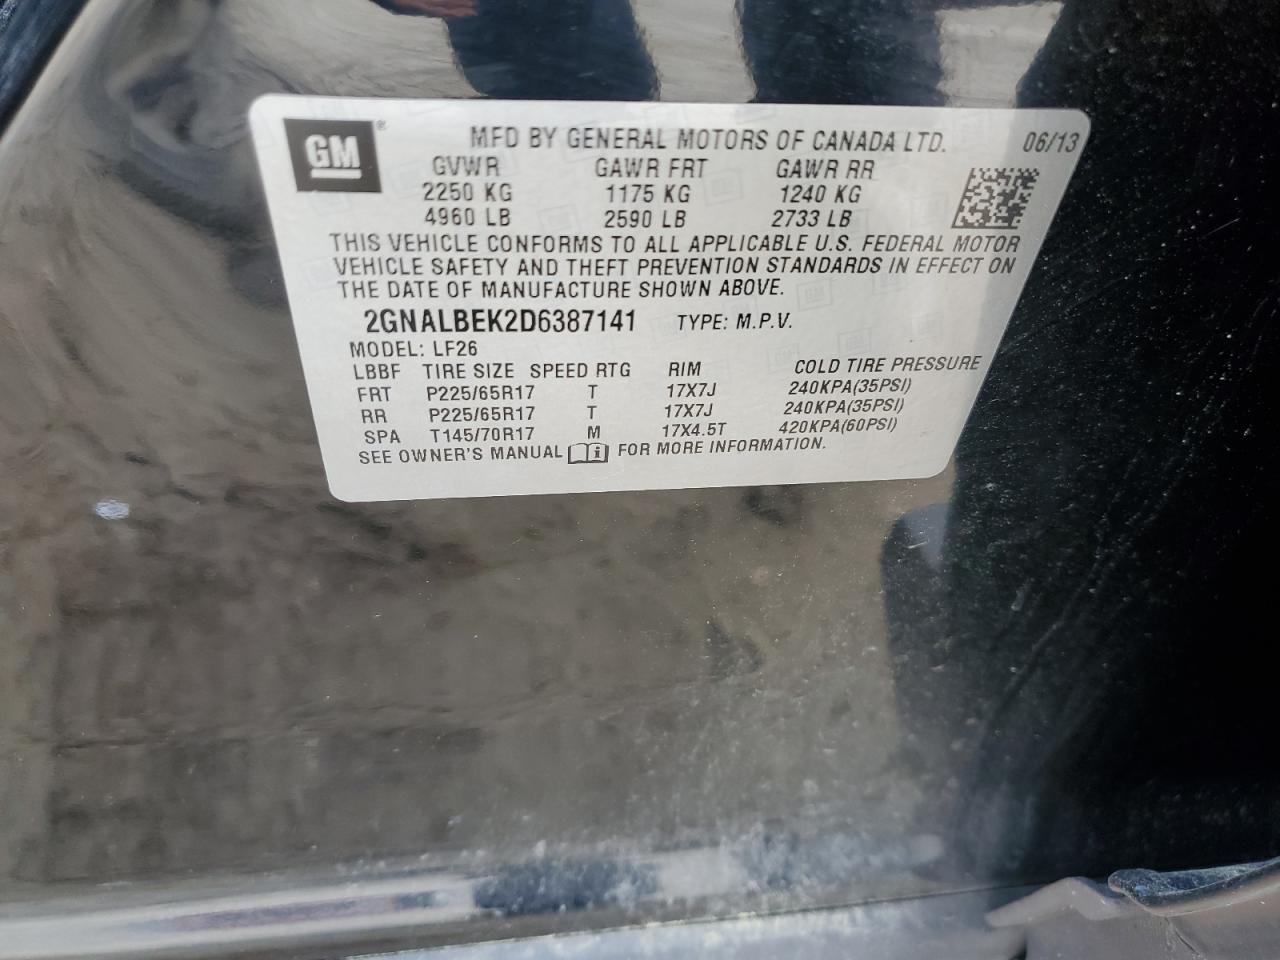 GM ®
MFD BY GENERAL MOTORS OF CANADA LTD. 06/13
GVWR GAWR FRT GAWR RR
2250 KG 1175 KG 1240 KG
4960 LB 2590 LB 2733 LB
THIS VEHICLE CONFORMS TO ALL APPLICABLE U.S. FEDERAL MOTOR
VEHICLE SAFETY AND THEFT PREVENTION STANDARDS IN EFFECT ON
THE DATE OF MANUFACTURE SHOWN ABOVE.
2GNALBEK2D6387141 TYPE: M.P.V.
MODEL: LF26
LBBF TIRE SIZE SPEED RTG RIM COLD TIRE PRESSURE
FRT P225/65R17 T 17X7J 240KPA(35PSI)
RR P225/65R17 T 17X7J 240KPA(35PSI)
SPA T145/70R17 M 17X4.5T 420KPA(60PSI)
SEE OWNER'S MANUAL i FOR MORE INFORMATION.